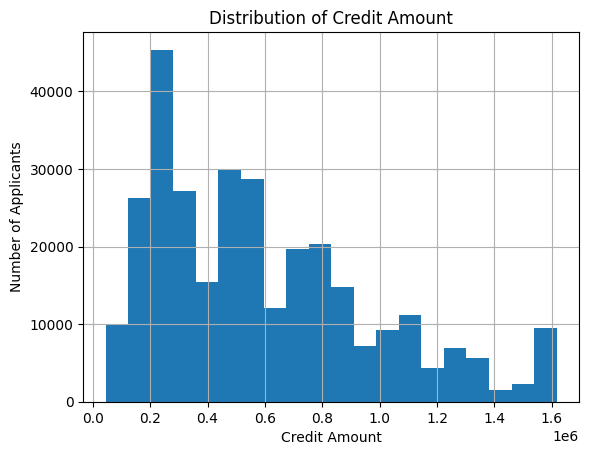 Distribution of Credit Amount
Number of Applicants
40000
30000
20000
10000
0
0.0 0.2 0.4 0.6 0.8 1.0 1.2 1.4 1.6
1e6
Credit Amount